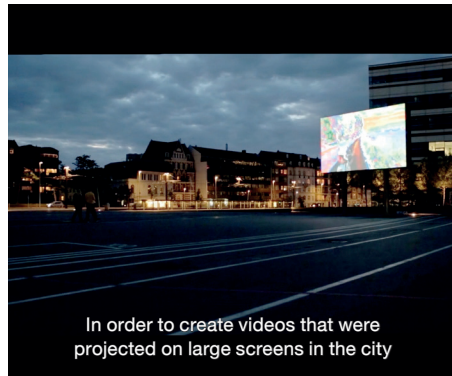 In order to create videos that were
projected on large screens in the city